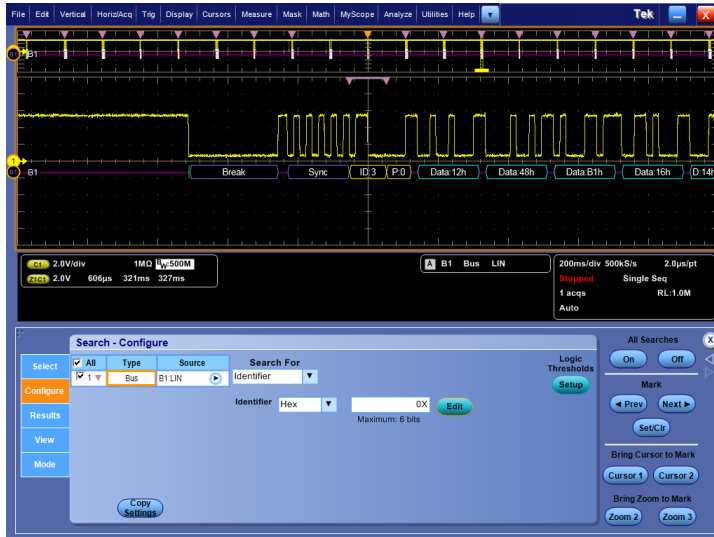 File Edit Vertical Horiz/Acq Trig Display Cursors Measure Mask Math MyScope Analyze Utilities Help Tek X
B1 B1
1
B1 B1 Break Sync ID:3 P:0 Data:12h Data:48h Data:B1h Data:16h D:14h
C1 2.0V/div 1MΩ BW:500M
Z1C1 2.0V 606µs 321ms 327ms
A B1 Bus LIN
200ms/div 500kS/s 2.0µs/pt
Stopped Single Seq
1 acqs RL:1.0M
Auto
Search - Configure
Select
Configure
Results
View
Mode
All Type Source
1 Bus B1:LIN
Search For
Identifier
Identifier Hex 0X Edit
Maximum: 6 bits
Copy
Settings
Logic
Thresholds
Setup
All Searches X
On Off
Mark
Prev Next
Set/Clr
Bring Cursor to Mark
Cursor 1 Cursor 2
Bring Zoom to Mark
Zoom 2 Zoom 3